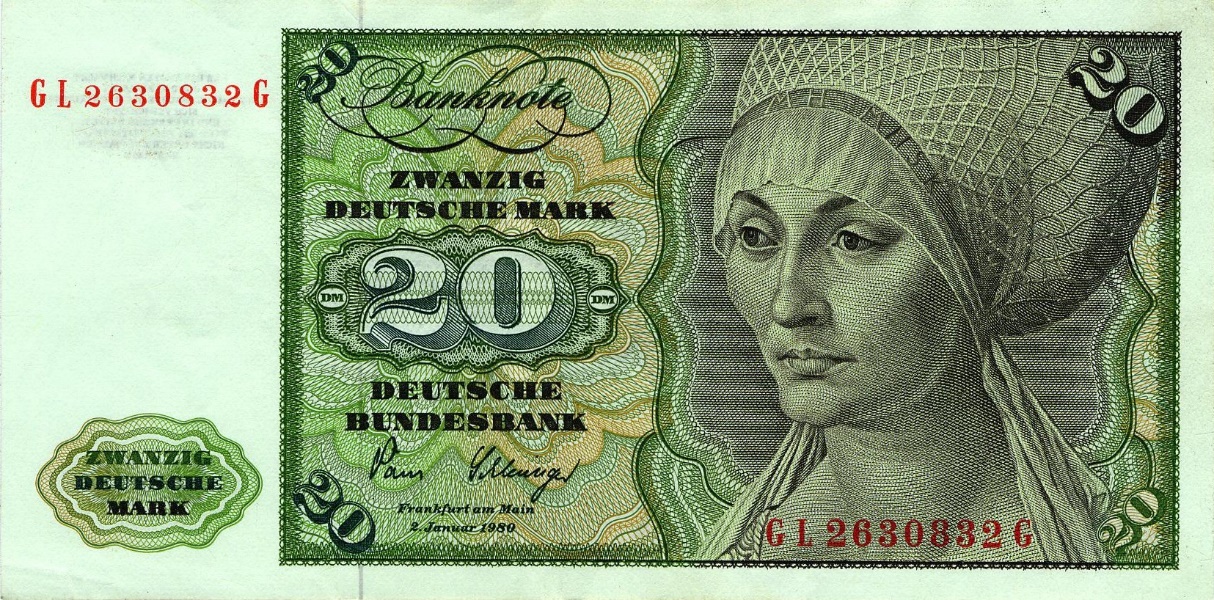 GL2630832G
20
Banknote
20
ZWANZIG
DEUTSCHE MARK
DM
20
DM
DEUTSCHE
BUNDESBANK
ZWANZIG
DEUTSCHE
MARK
20
Frankfurt am Main
2. Januar 1980
GL2630832G
20